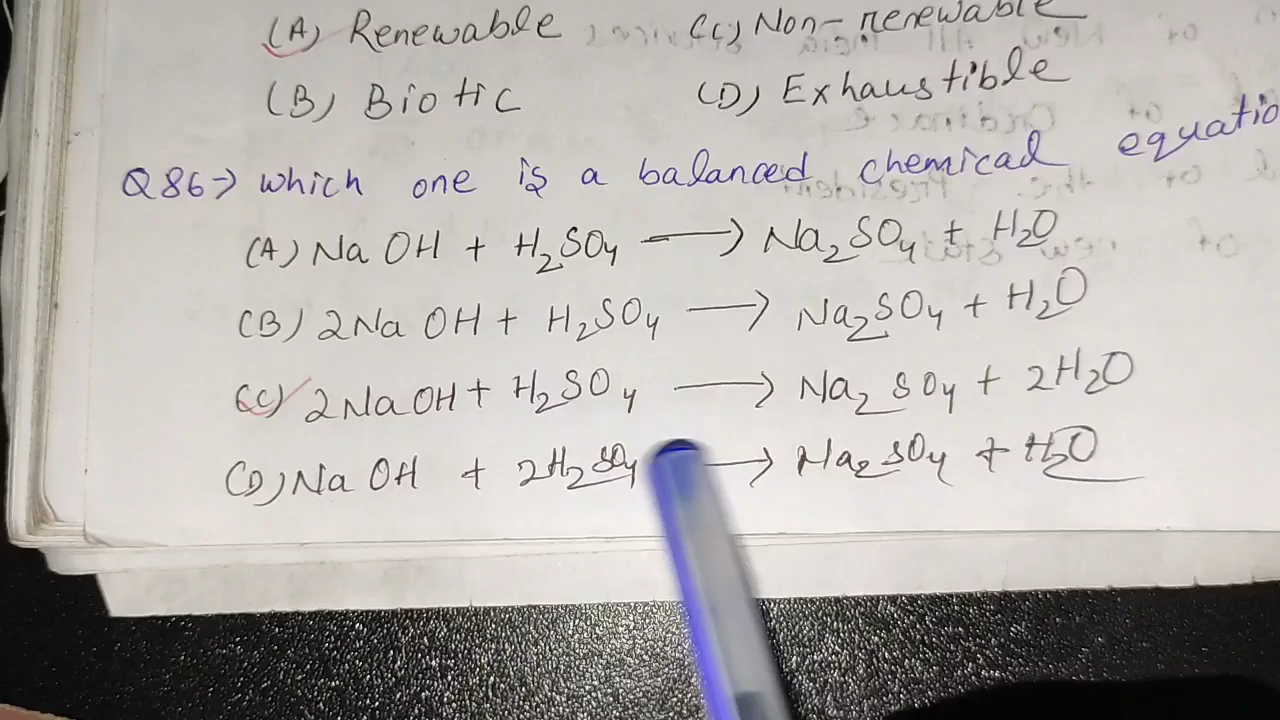 (A) Renewable (C) Non-renewable
(B) Biotic (D) Exhaustible
Q86> which one is a balanced chemical equatio
(A) NaOH + H₂SO₄ → Na₂SO₄ + H₂O
(B) 2NaOH + H₂SO₄ → Na₂SO₄ + H₂O
(C) 2NaOH + H₂SO₄ → Na₂SO₄ + 2H₂O
(D) NaOH + 2H₂SO₄ → Na₂SO₄ + H₂O